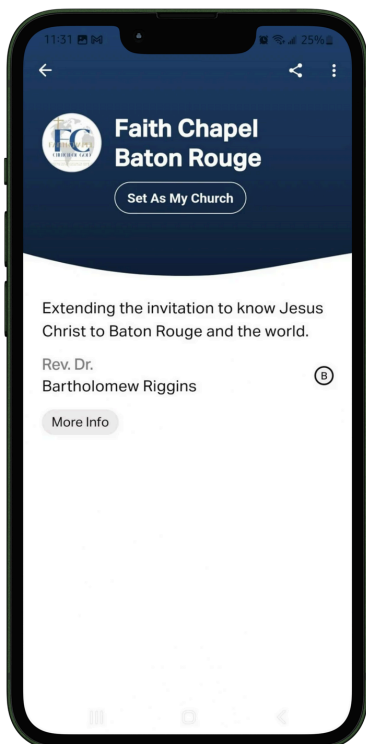 11:31
25%
FC
Faith Chapel
Baton Rouge
Set As My Church
Extending the invitation to know Jesus
Christ to Baton Rouge and the world.
Rev. Dr.
Bartholomew Riggins
B
More Info